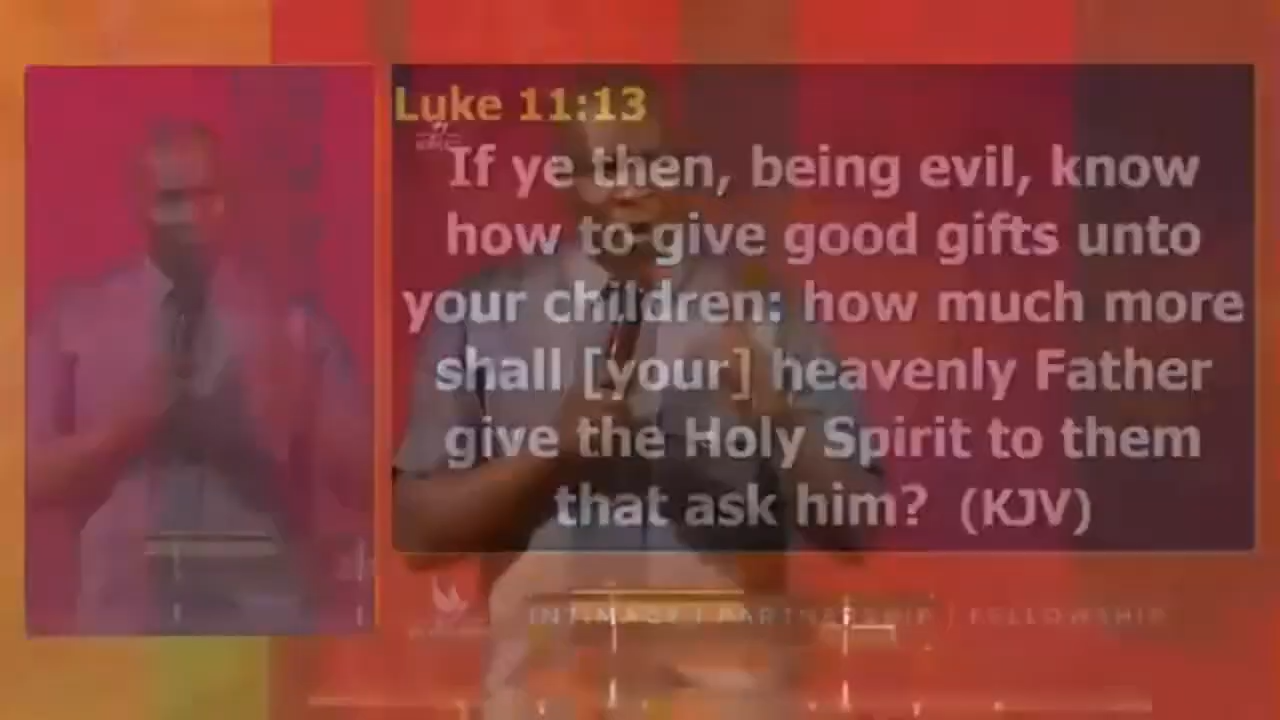 Luke 11:13
If ye then, being evil, know
how to give good gifts unto
your children: how much more
shall [your] heavenly Father
give the Holy Spirit to them
that ask him? (KJV)
INTIMACY | PARTNERSHIP | FELLOWSHIP